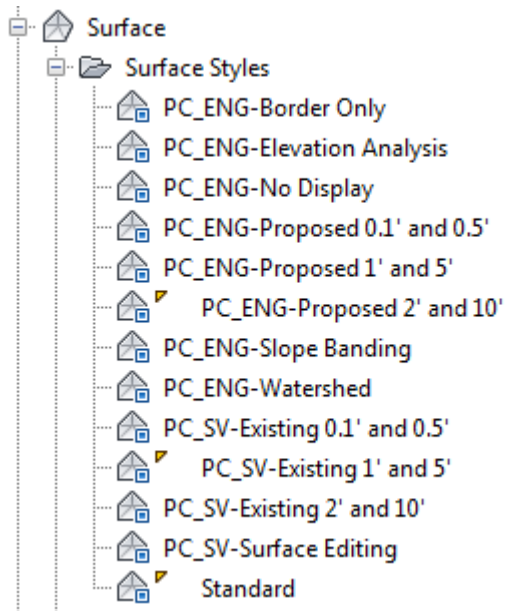 Surface
Surface Styles
PC_ENG-Border Only
PC_ENG-Elevation Analysis
PC_ENG-No Display
PC_ENG-Proposed 0.1' and 0.5'
PC_ENG-Proposed 1' and 5'
PC_ENG-Proposed 2' and 10'
PC_ENG-Slope Banding
PC_ENG-Watershed
PC_SV-Existing 0.1' and 0.5'
PC_SV-Existing 1' and 5'
PC_SV-Existing 2' and 10'
PC_SV-Surface Editing
Standard